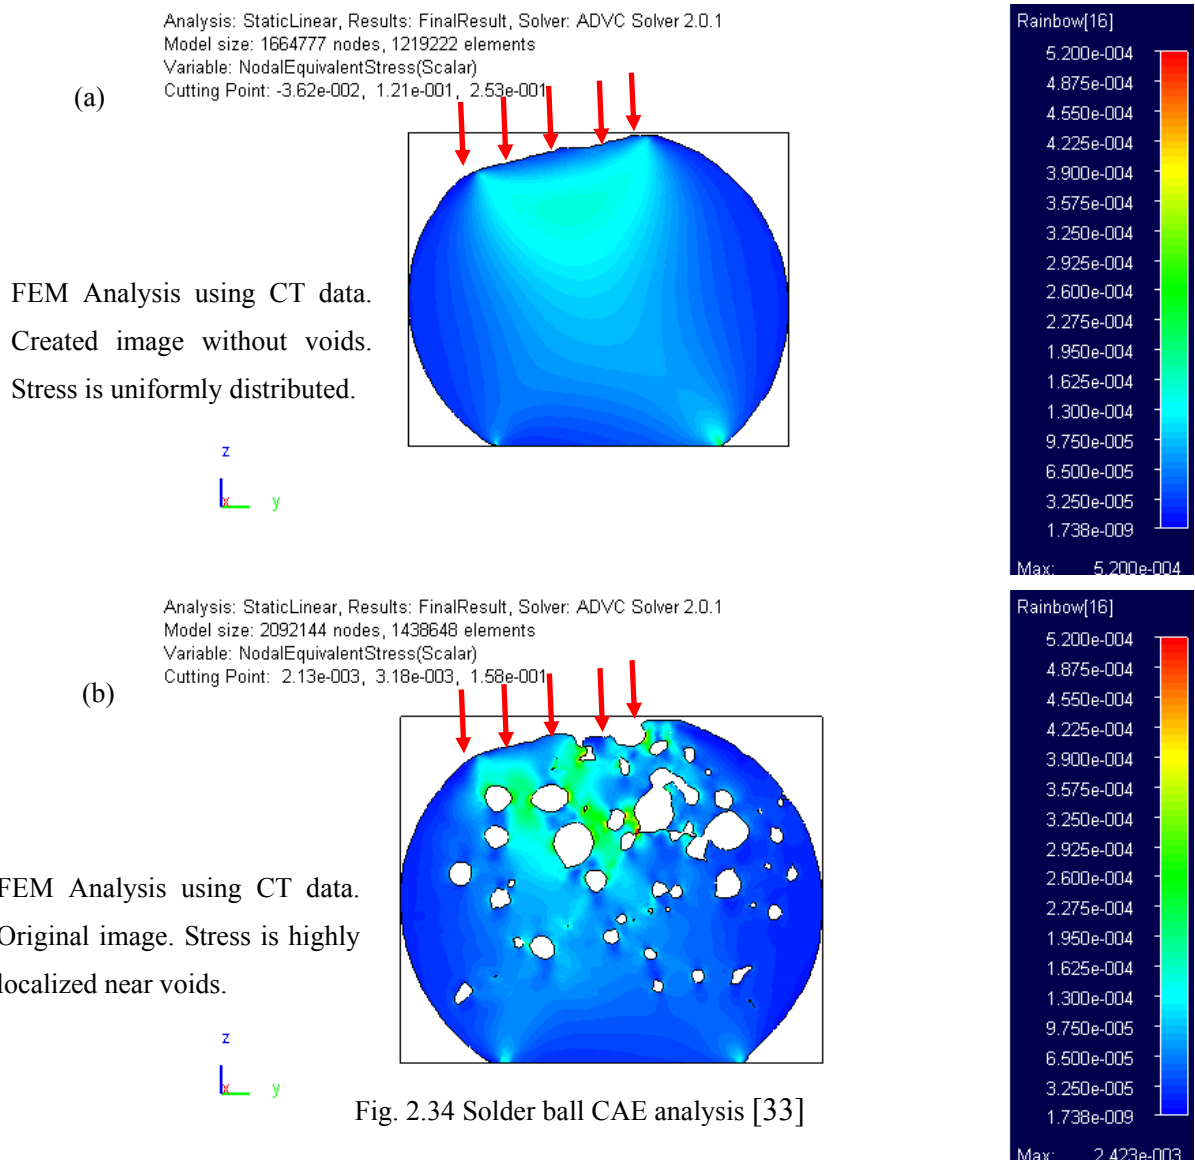 Analysis: StaticLinear, Results: FinalResult, Solver: ADVC Solver 2.0.1
Model size: 1664777 nodes, 1219222 elements
Variable: NodalEquivalentStress(Scalar)
Cutting Point: -3.62e-002, 1.21e-001, 2.53e-001
(a)
FEM Analysis using CT data.
Created image without voids.
Stress is uniformly distributed.
z
x y
Rainbow[16]
5.200e-004
4.875e-004
4.550e-004
4.225e-004
3.900e-004
3.575e-004
3.250e-004
2.925e-004
2.600e-004
2.275e-004
1.950e-004
1.625e-004
1.300e-004
9.750e-005
6.500e-005
3.250e-005
1.738e-009
Max: 5.200e-004
Analysis: StaticLinear, Results: FinalResult, Solver: ADVC Solver 2.0.1
Model size: 2092144 nodes, 1438648 elements
Variable: NodalEquivalentStress(Scalar)
Cutting Point: 2.13e-003, 3.18e-003, 1.58e-001
(b)
FEM Analysis using CT data.
Original image. Stress is highly
localized near voids.
z
x y
Rainbow[16]
5.200e-004
4.875e-004
4.550e-004
4.225e-004
3.900e-004
3.575e-004
3.250e-004
2.925e-004
2.600e-004
2.275e-004
1.950e-004
1.625e-004
1.300e-004
9.750e-005
6.500e-005
3.250e-005
1.738e-009
Max: 2.423e-003
Fig. 2.34 Solder ball CAE analysis [33]